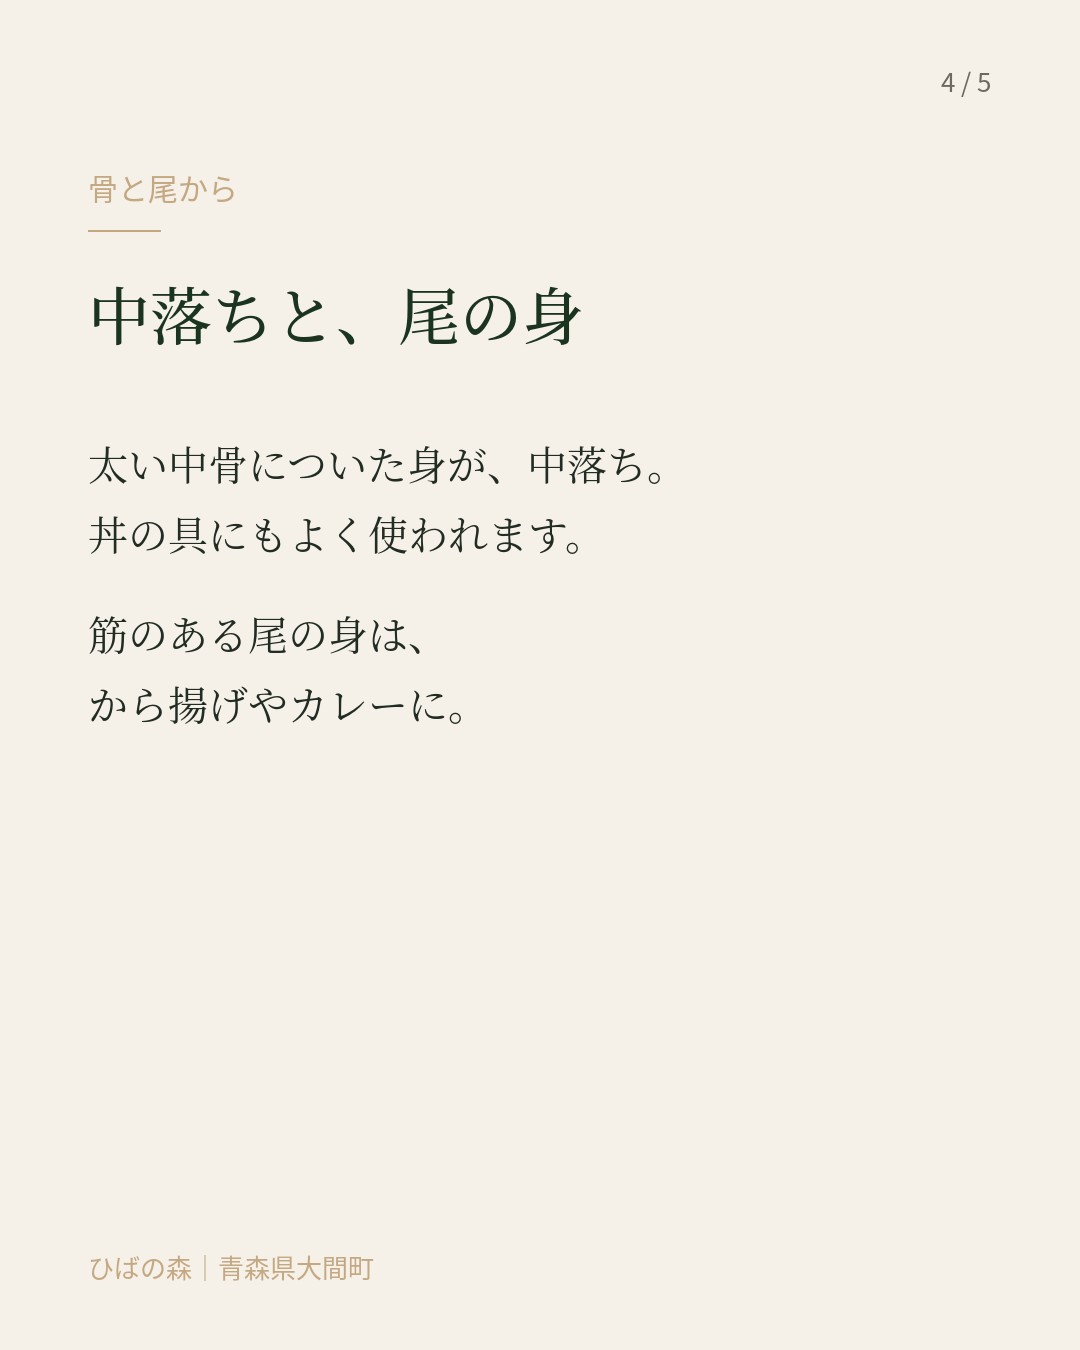 4 / 5
骨と尾から
中落ちと、尾の身
太い中骨についた身が、中落ち。
丼の具にもよく使われます。
筋のある尾の身は、
から揚げやカレーに。
ひばの森｜青森県大間町